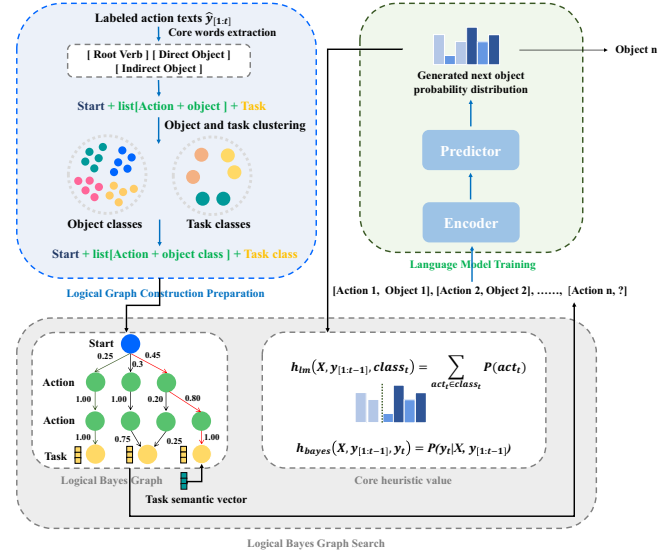 Labeled action texts ŷ[1:t]
Core words extraction
[ Root Verb ] [ Direct Object ]
[ Indirect Object ]
Start + list[Action + object ] + Task
Object and task clustering
Object classes
Task classes
Start + list[Action + object class ] + Task class
Logical Graph Construction Preparation
Object n
Generated next object
probability distribution
Predictor
Encoder
Language Model Training
[Action 1, Object 1], [Action 2, Object 2], ……, [Action n, ?]
Start
0.25
0.3
0.45
Action
1.00
1.00
0.20
0.80
Action
1.00
0.75
0.25
1.00
Task
Logical Bayes Graph
Task semantic vector
h_lm(X, y[1:t−1], class_t) = ∑ act_t∈class_t P(act_t)
h_bayes(X, y[1:t−1], y_t) = P(y_t|X, y[1:t−1])
Core heuristic value
Logical Bayes Graph Search